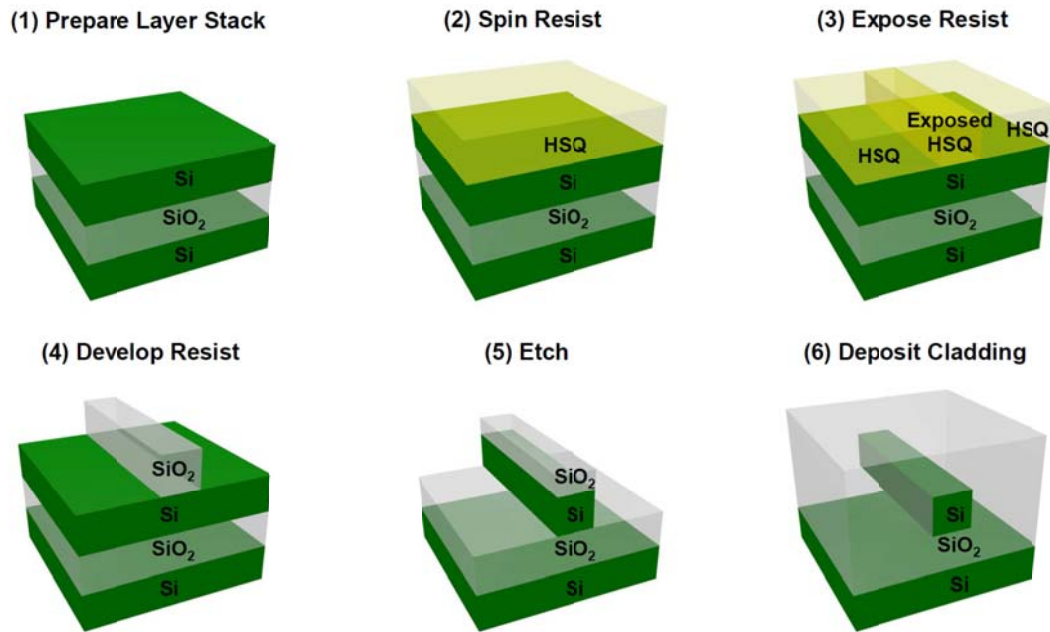 (1) Prepare Layer Stack
Si
SiO2
Si
(2) Spin Resist
HSQ
Si
SiO2
Si
(3) Expose Resist
Exposed
HSQ
HSQ
HSQ
Si
SiO2
Si
(4) Develop Resist
SiO2
Si
SiO2
Si
(5) Etch
SiO2
Si
SiO2
Si
(6) Deposit Cladding
Si
SiO2
Si